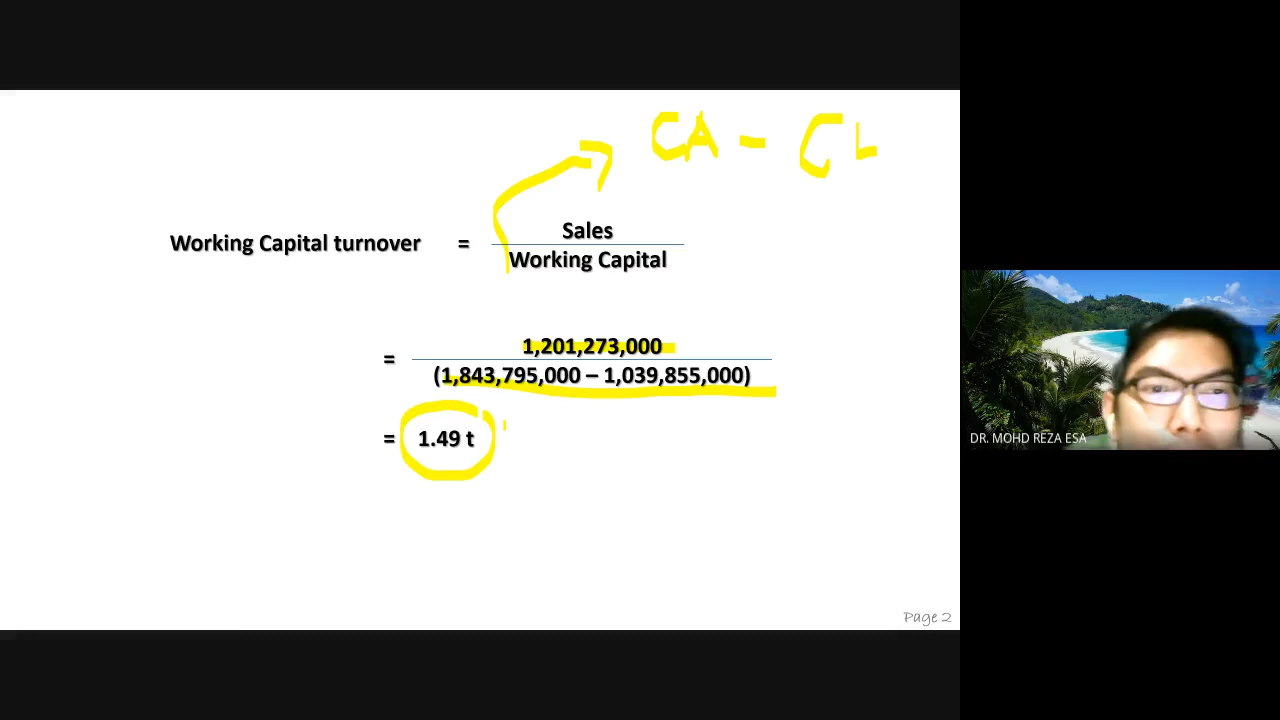 CA - CL
Working Capital turnover = Sales
Working Capital
= 1,201,273,000
(1,843,795,000 – 1,039,855,000)
= 1.49 t
DR. MOHD REZA ESA
Page 2